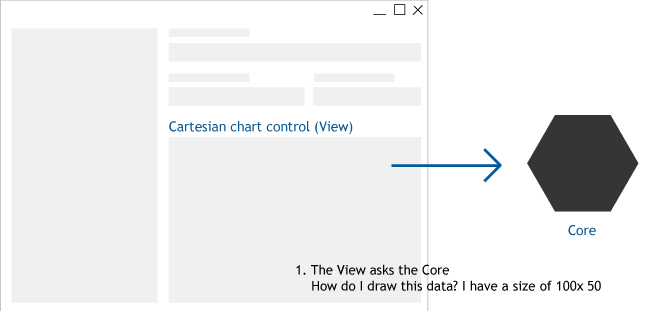 Cartesian chart control (View)
Core
1. The View asks the Core
How do I draw this data? I have a size of 100x 50